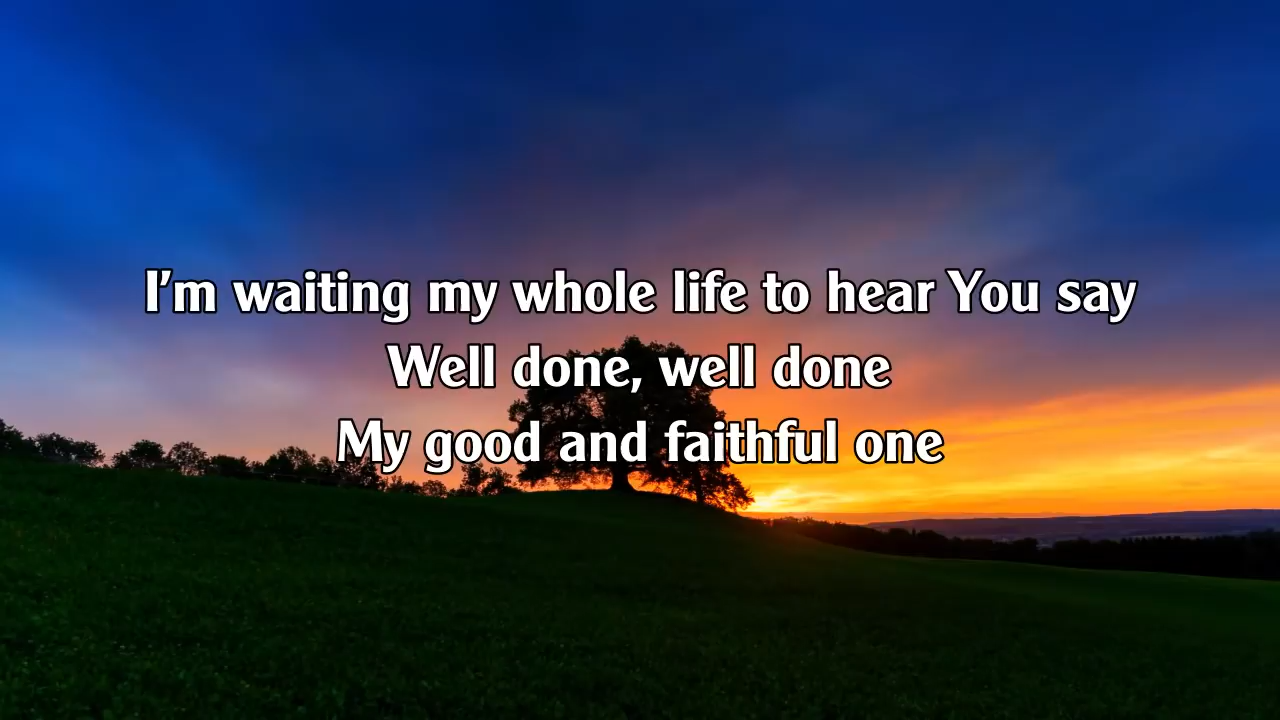 I'm waiting my whole life to hear You say
Well done, well done
My good and faithful one